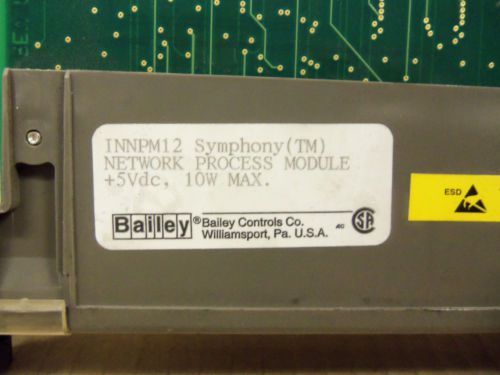 INNPM12 Symphony(TM)
NETWORK PROCESS MODULE
+5Vdc, 10W MAX.
Bailey® Bailey Controls Co.
Williamsport, Pa. U.S.A.
ESD